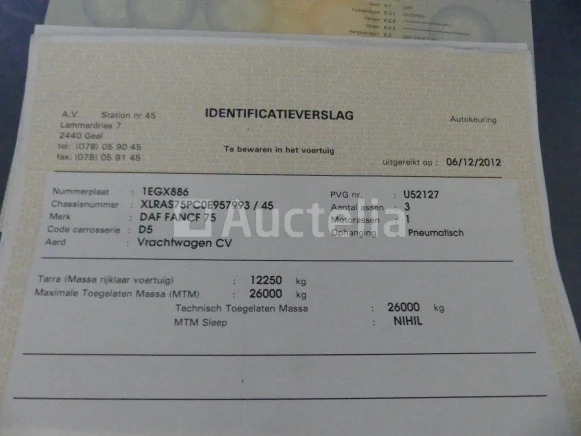 A.V. Station nr 45
Lammerdries 7
2440 Geel
tel: (078) 05 90 45
fax: (078) 05 91 45
IDENTIFICATIEVERSLAG
Autokeuring
Te bewaren in het voertuig
uitgereikt op : 06/12/2012
Nummerplaat : 1EGX886 PVG nr. : U52127
Chassisnummer : XLRAS75PC0E957993 / 45 Aantal assen : 3
Merk : DAF FANCF 75 Motorassen : 1
Code carrosserie : D5 Ophanging : Pneumatisch
Aard : Vrachtwagen CV
Auctelia
Tarra (Massa rijklaar voertuig) : 12250 kg
Maximale Toegelaten Massa (MTM) : 26000 kg
Technisch Toegelaten Massa : 26000 kg
MTM Sleep : NIHIL